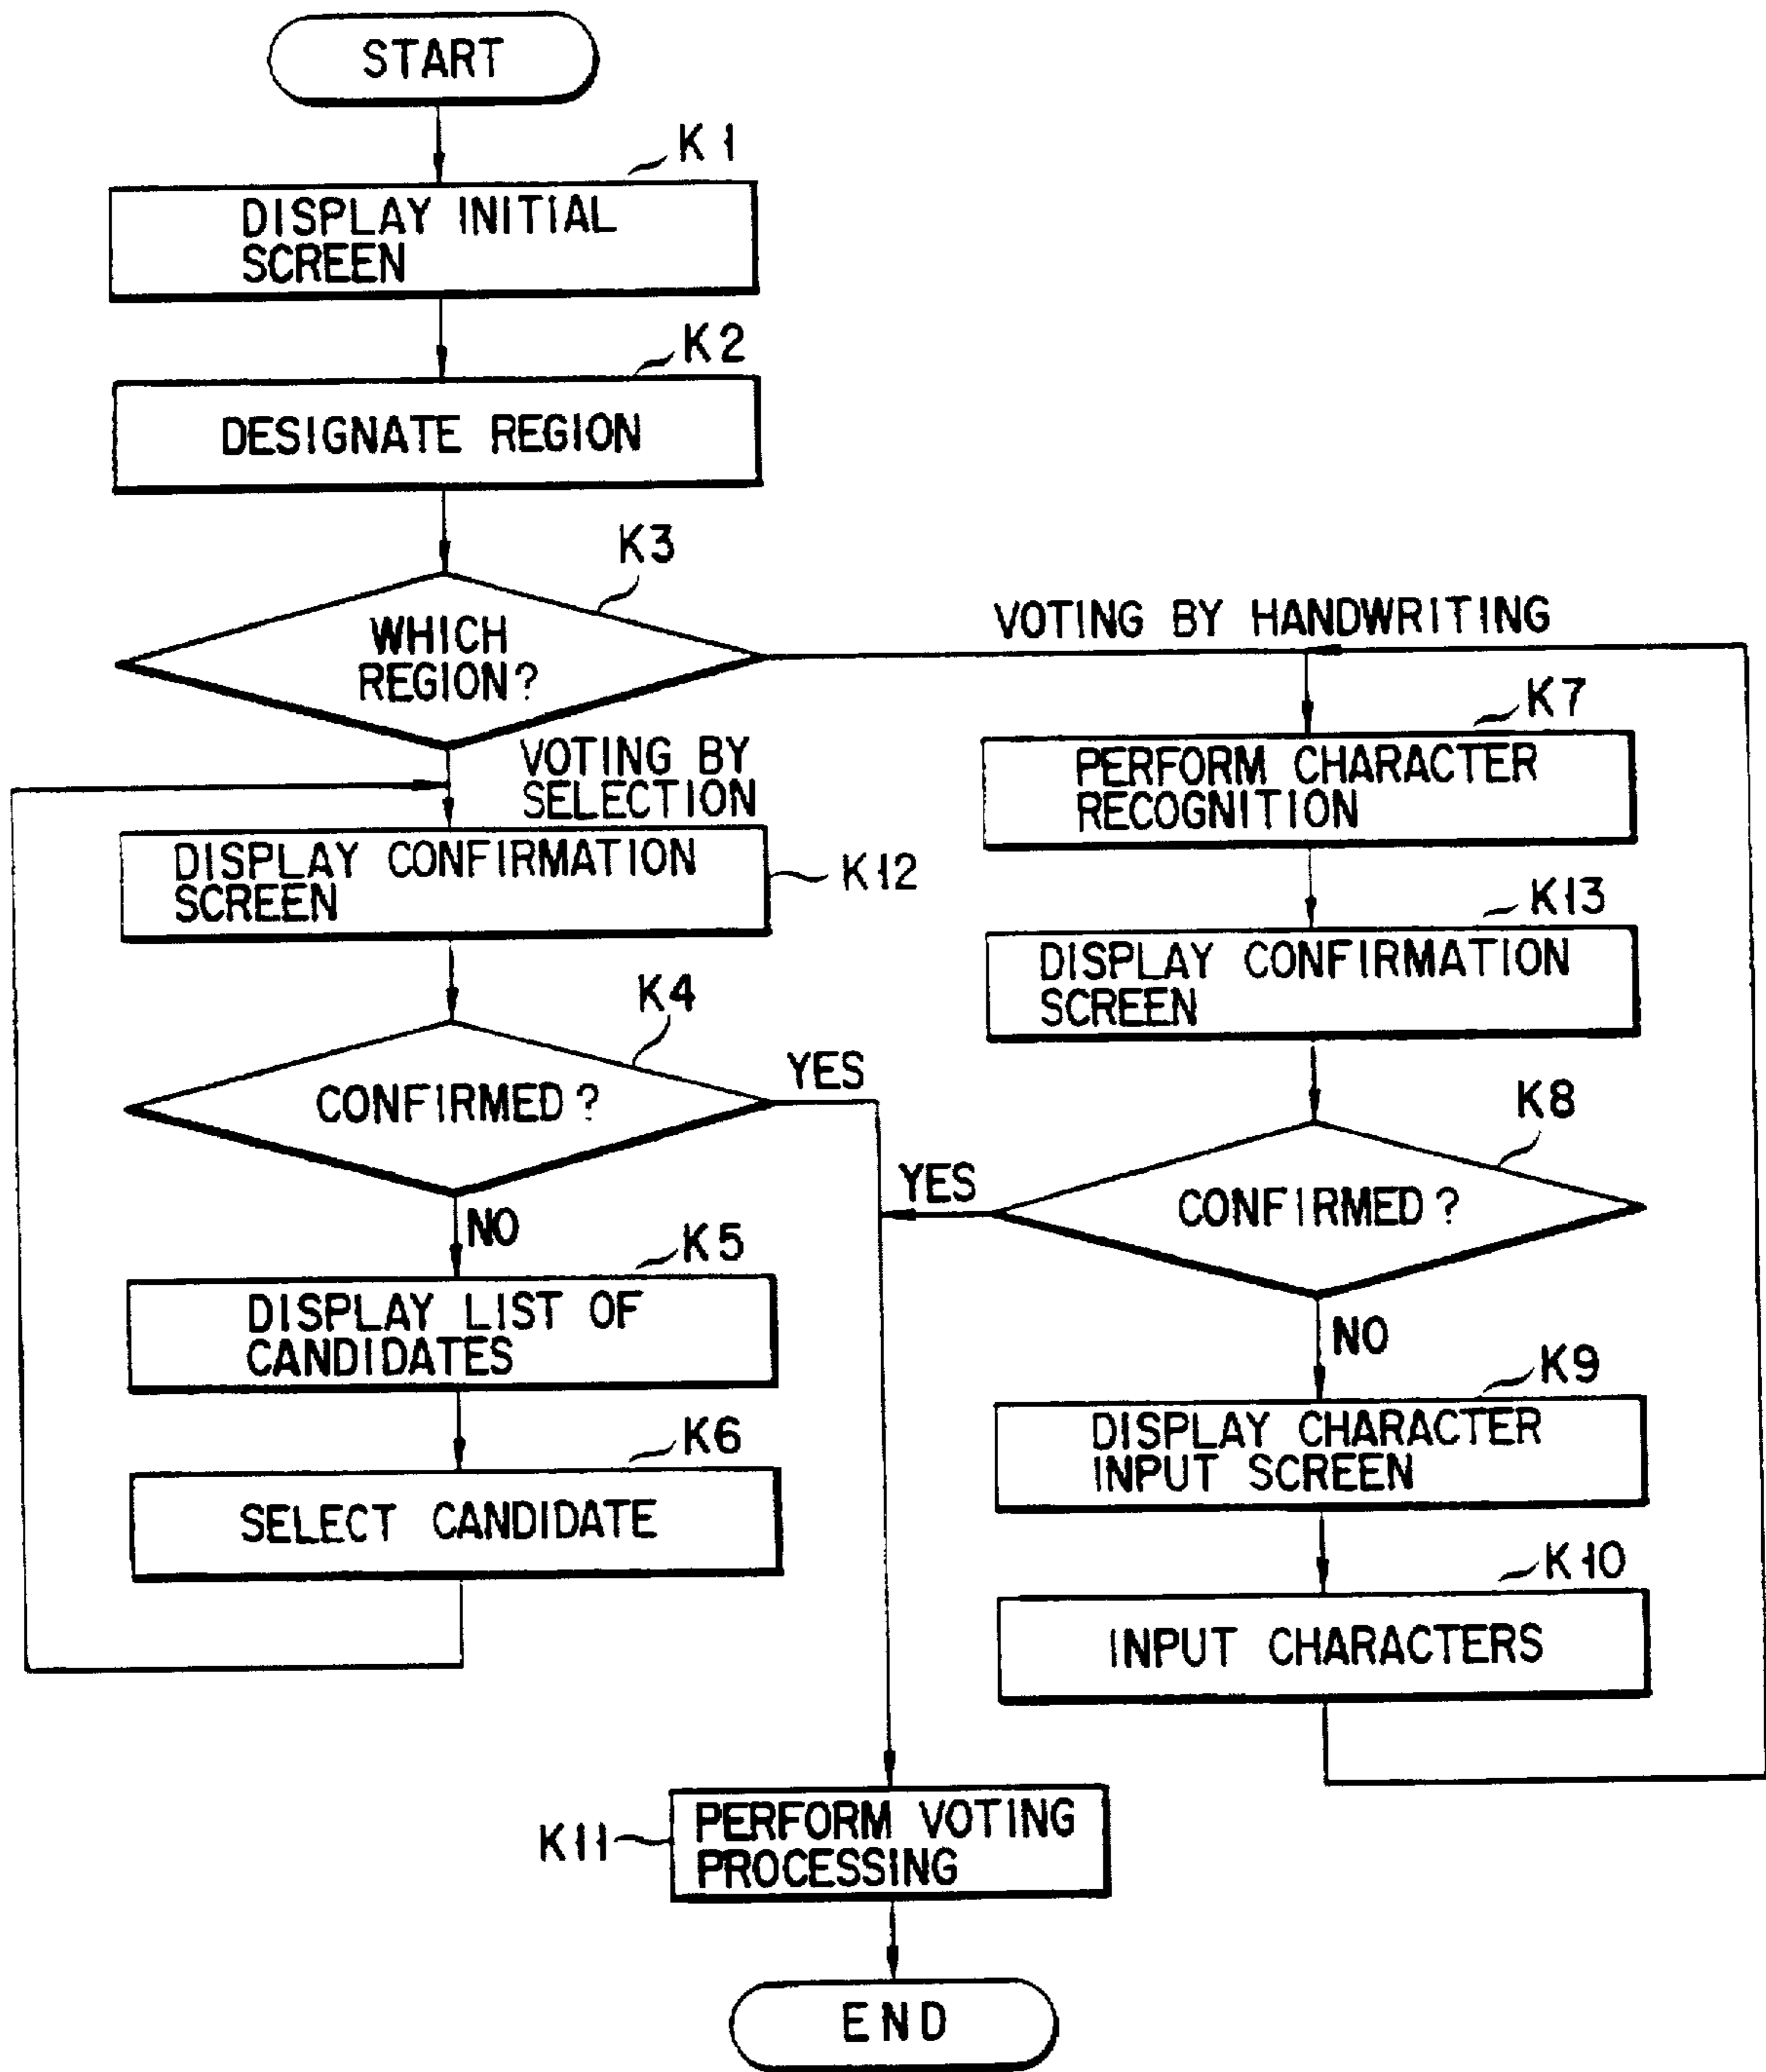 START
K1
DISPLAY INITIAL
SCREEN
K2
DESIGNATE REGION
K3
WHICH
REGION?
VOTING BY HANDWRITING
VOTING BY
SELECTION
DISPLAY CONFIRMATION
SCREEN
K12
K4
CONFIRMED?
YES
NO
K5
DISPLAY LIST OF
CANDIDATES
K6
SELECT CANDIDATE
K7
PERFORM CHARACTER
RECOGNITION
K13
DISPLAY CONFIRMATION
SCREEN
K8
YES
CONFIRMED?
NO
K9
DISPLAY CHARACTER
INPUT SCREEN
K10
INPUT CHARACTERS
K11
PERFORM VOTING
PROCESSING
END